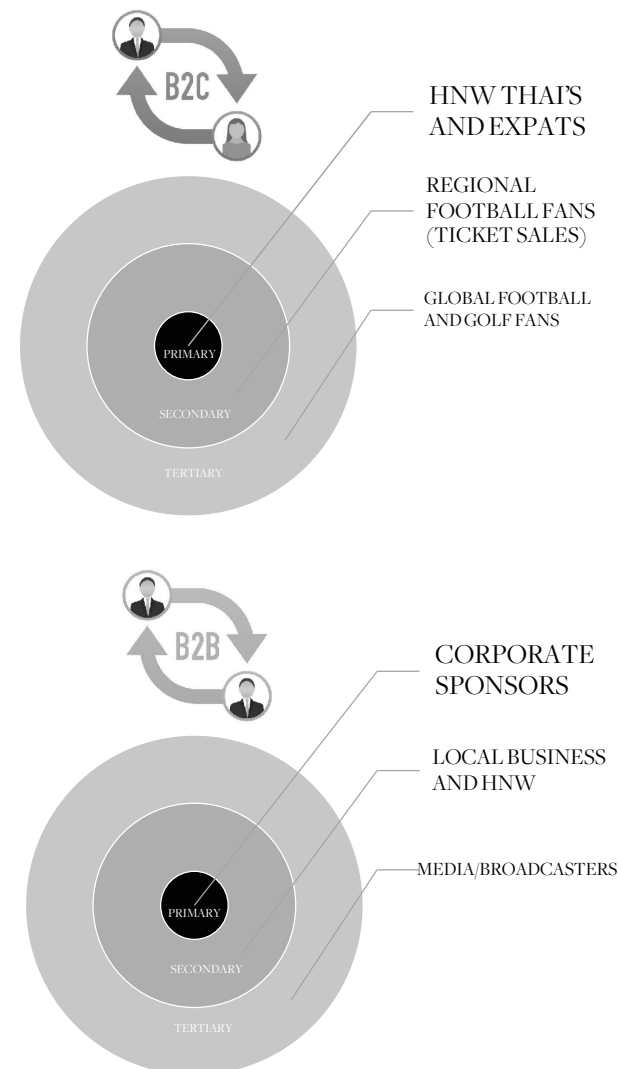 B2C
HNW THAI'S
AND EXPATS
REGIONAL
FOOTBALL FANS
(TICKET SALES)
GLOBAL FOOTBALL
AND GOLF FANS
PRIMARY
SECONDARY
TERTIARY
B2B
CORPORATE
SPONSORS
LOCAL BUSINESS
AND HNW
MEDIA/BROADCASTERS
PRIMARY
SECONDARY
TERTIARY